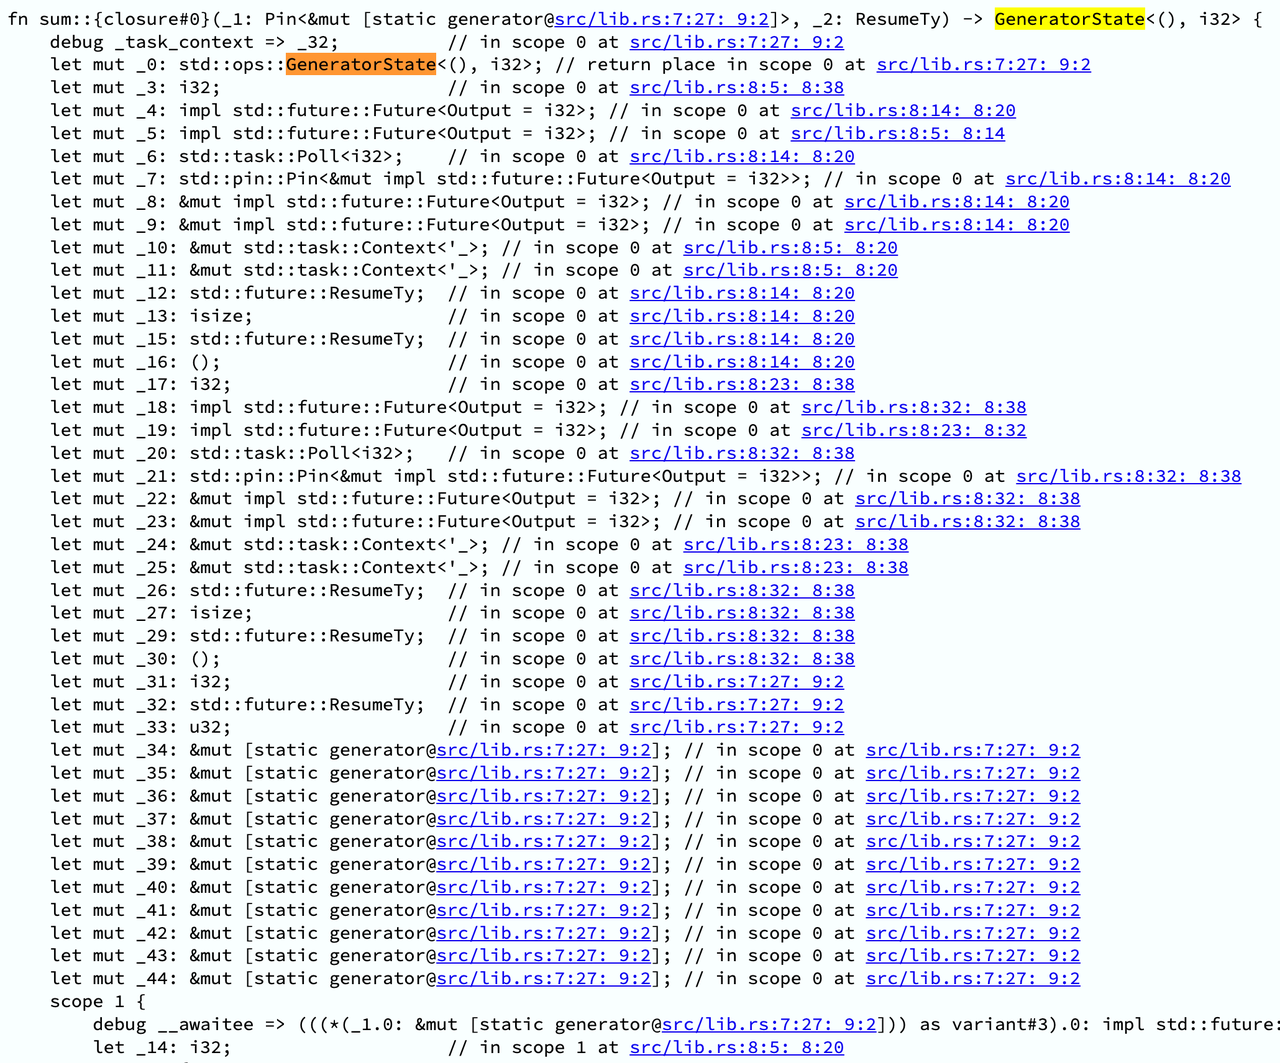 fn sum::{closure#0}(_1: Pin<&mut [static generator@src/lib.rs:7:27: 9:2]>, _2: ResumeTy) -> GeneratorState<(), i32> {
    debug _task_context => _32;          // in scope 0 at src/lib.rs:7:27: 9:2
    let mut _0: std::ops::GeneratorState<(), i32>; // return place in scope 0 at src/lib.rs:7:27: 9:2
    let mut _3: i32;                     // in scope 0 at src/lib.rs:8:5: 8:38
    let mut _4: impl std::future::Future<Output = i32>; // in scope 0 at src/lib.rs:8:14: 8:20
    let mut _5: impl std::future::Future<Output = i32>; // in scope 0 at src/lib.rs:8:5: 8:14
    let mut _6: std::task::Poll<i32>;    // in scope 0 at src/lib.rs:8:14: 8:20
    let mut _7: std::pin::Pin<&mut impl std::future::Future<Output = i32>>; // in scope 0 at src/lib.rs:8:14: 8:20
    let mut _8: &mut impl std::future::Future<Output = i32>; // in scope 0 at src/lib.rs:8:14: 8:20
    let mut _9: &mut impl std::future::Future<Output = i32>; // in scope 0 at src/lib.rs:8:14: 8:20
    let mut _10: &mut std::task::Context<'_>; // in scope 0 at src/lib.rs:8:5: 8:20
    let mut _11: &mut std::task::Context<'_>; // in scope 0 at src/lib.rs:8:5: 8:20
    let mut _12: std::future::ResumeTy;  // in scope 0 at src/lib.rs:8:14: 8:20
    let mut _13: isize;                  // in scope 0 at src/lib.rs:8:14: 8:20
    let mut _15: std::future::ResumeTy;  // in scope 0 at src/lib.rs:8:14: 8:20
    let mut _16: ();                     // in scope 0 at src/lib.rs:8:14: 8:20
    let mut _17: i32;                    // in scope 0 at src/lib.rs:8:23: 8:38
    let mut _18: impl std::future::Future<Output = i32>; // in scope 0 at src/lib.rs:8:32: 8:38
    let mut _19: impl std::future::Future<Output = i32>; // in scope 0 at src/lib.rs:8:23: 8:32
    let mut _20: std::task::Poll<i32>;   // in scope 0 at src/lib.rs:8:32: 8:38
    let mut _21: std::pin::Pin<&mut impl std::future::Future<Output = i32>>; // in scope 0 at src/lib.rs:8:32: 8:38
    let mut _22: &mut impl std::future::Future<Output = i32>; // in scope 0 at src/lib.rs:8:32: 8:38
    let mut _23: &mut impl std::future::Future<Output = i32>; // in scope 0 at src/lib.rs:8:32: 8:38
    let mut _24: &mut std::task::Context<'_>; // in scope 0 at src/lib.rs:8:23: 8:38
    let mut _25: &mut std::task::Context<'_>; // in scope 0 at src/lib.rs:8:23: 8:38
    let mut _26: std::future::ResumeTy;  // in scope 0 at src/lib.rs:8:32: 8:38
    let mut _27: isize;                  // in scope 0 at src/lib.rs:8:32: 8:38
    let mut _29: std::future::ResumeTy;  // in scope 0 at src/lib.rs:8:32: 8:38
    let mut _30: ();                     // in scope 0 at src/lib.rs:8:32: 8:38
    let mut _31: i32;                    // in scope 0 at src/lib.rs:7:27: 9:2
    let mut _32: std::future::ResumeTy;  // in scope 0 at src/lib.rs:7:27: 9:2
    let mut _33: u32;                    // in scope 0 at src/lib.rs:7:27: 9:2
    let mut _34: &mut [static generator@src/lib.rs:7:27: 9:2]; // in scope 0 at src/lib.rs:7:27: 9:2
    let mut _35: &mut [static generator@src/lib.rs:7:27: 9:2]; // in scope 0 at src/lib.rs:7:27: 9:2
    let mut _36: &mut [static generator@src/lib.rs:7:27: 9:2]; // in scope 0 at src/lib.rs:7:27: 9:2
    let mut _37: &mut [static generator@src/lib.rs:7:27: 9:2]; // in scope 0 at src/lib.rs:7:27: 9:2
    let mut _38: &mut [static generator@src/lib.rs:7:27: 9:2]; // in scope 0 at src/lib.rs:7:27: 9:2
    let mut _39: &mut [static generator@src/lib.rs:7:27: 9:2]; // in scope 0 at src/lib.rs:7:27: 9:2
    let mut _40: &mut [static generator@src/lib.rs:7:27: 9:2]; // in scope 0 at src/lib.rs:7:27: 9:2
    let mut _41: &mut [static generator@src/lib.rs:7:27: 9:2]; // in scope 0 at src/lib.rs:7:27: 9:2
    let mut _42: &mut [static generator@src/lib.rs:7:27: 9:2]; // in scope 0 at src/lib.rs:7:27: 9:2
    let mut _43: &mut [static generator@src/lib.rs:7:27: 9:2]; // in scope 0 at src/lib.rs:7:27: 9:2
    let mut _44: &mut [static generator@src/lib.rs:7:27: 9:2]; // in scope 0 at src/lib.rs:7:27: 9:2
    scope 1 {
        debug __awaitee => (((*(_1.0: &mut [static generator@src/lib.rs:7:27: 9:2])) as variant#3).0: impl std::future:
        let _14: i32;                    // in scope 1 at src/lib.rs:8:5: 8:20